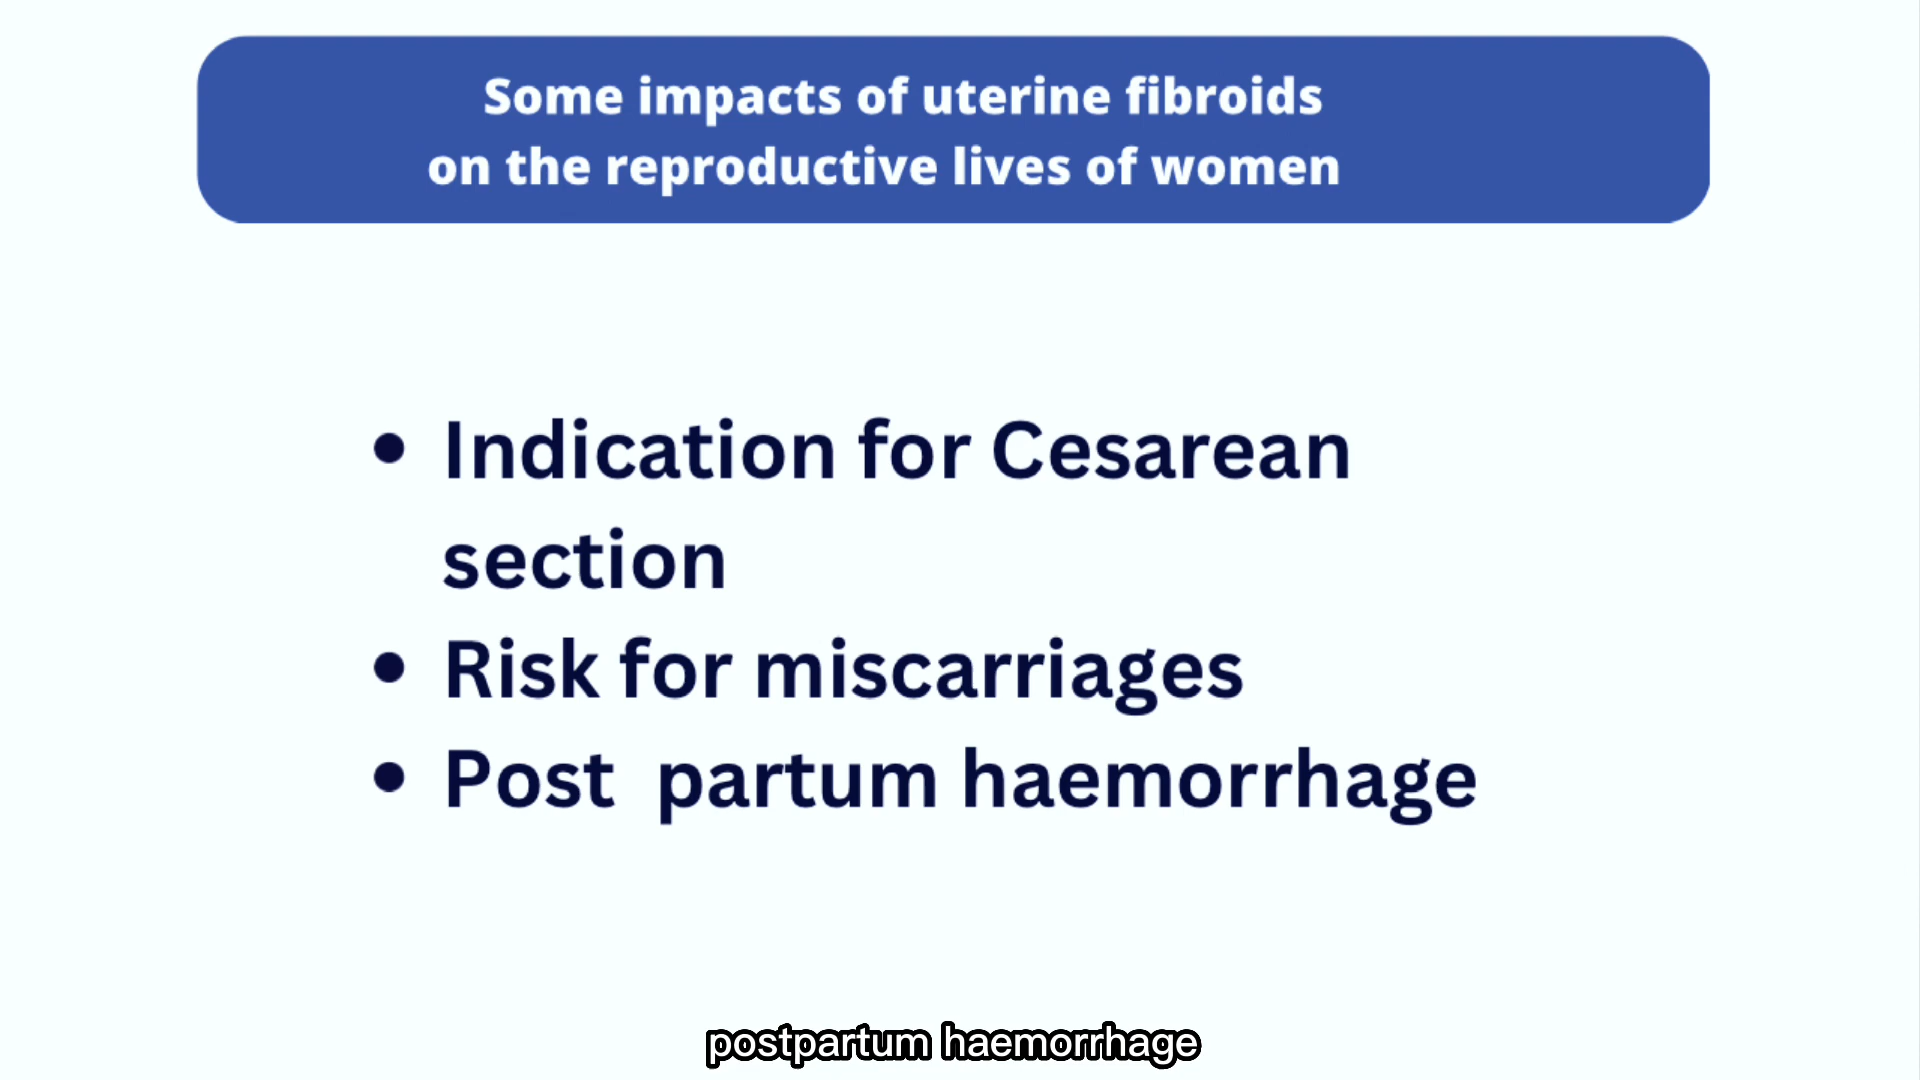 Some impacts of uterine fibroids
on the reproductive lives of women
• Indication for Cesarean
section
• Risk for miscarriages
• Post  partum haemorrhage
postpartum haemorrhage